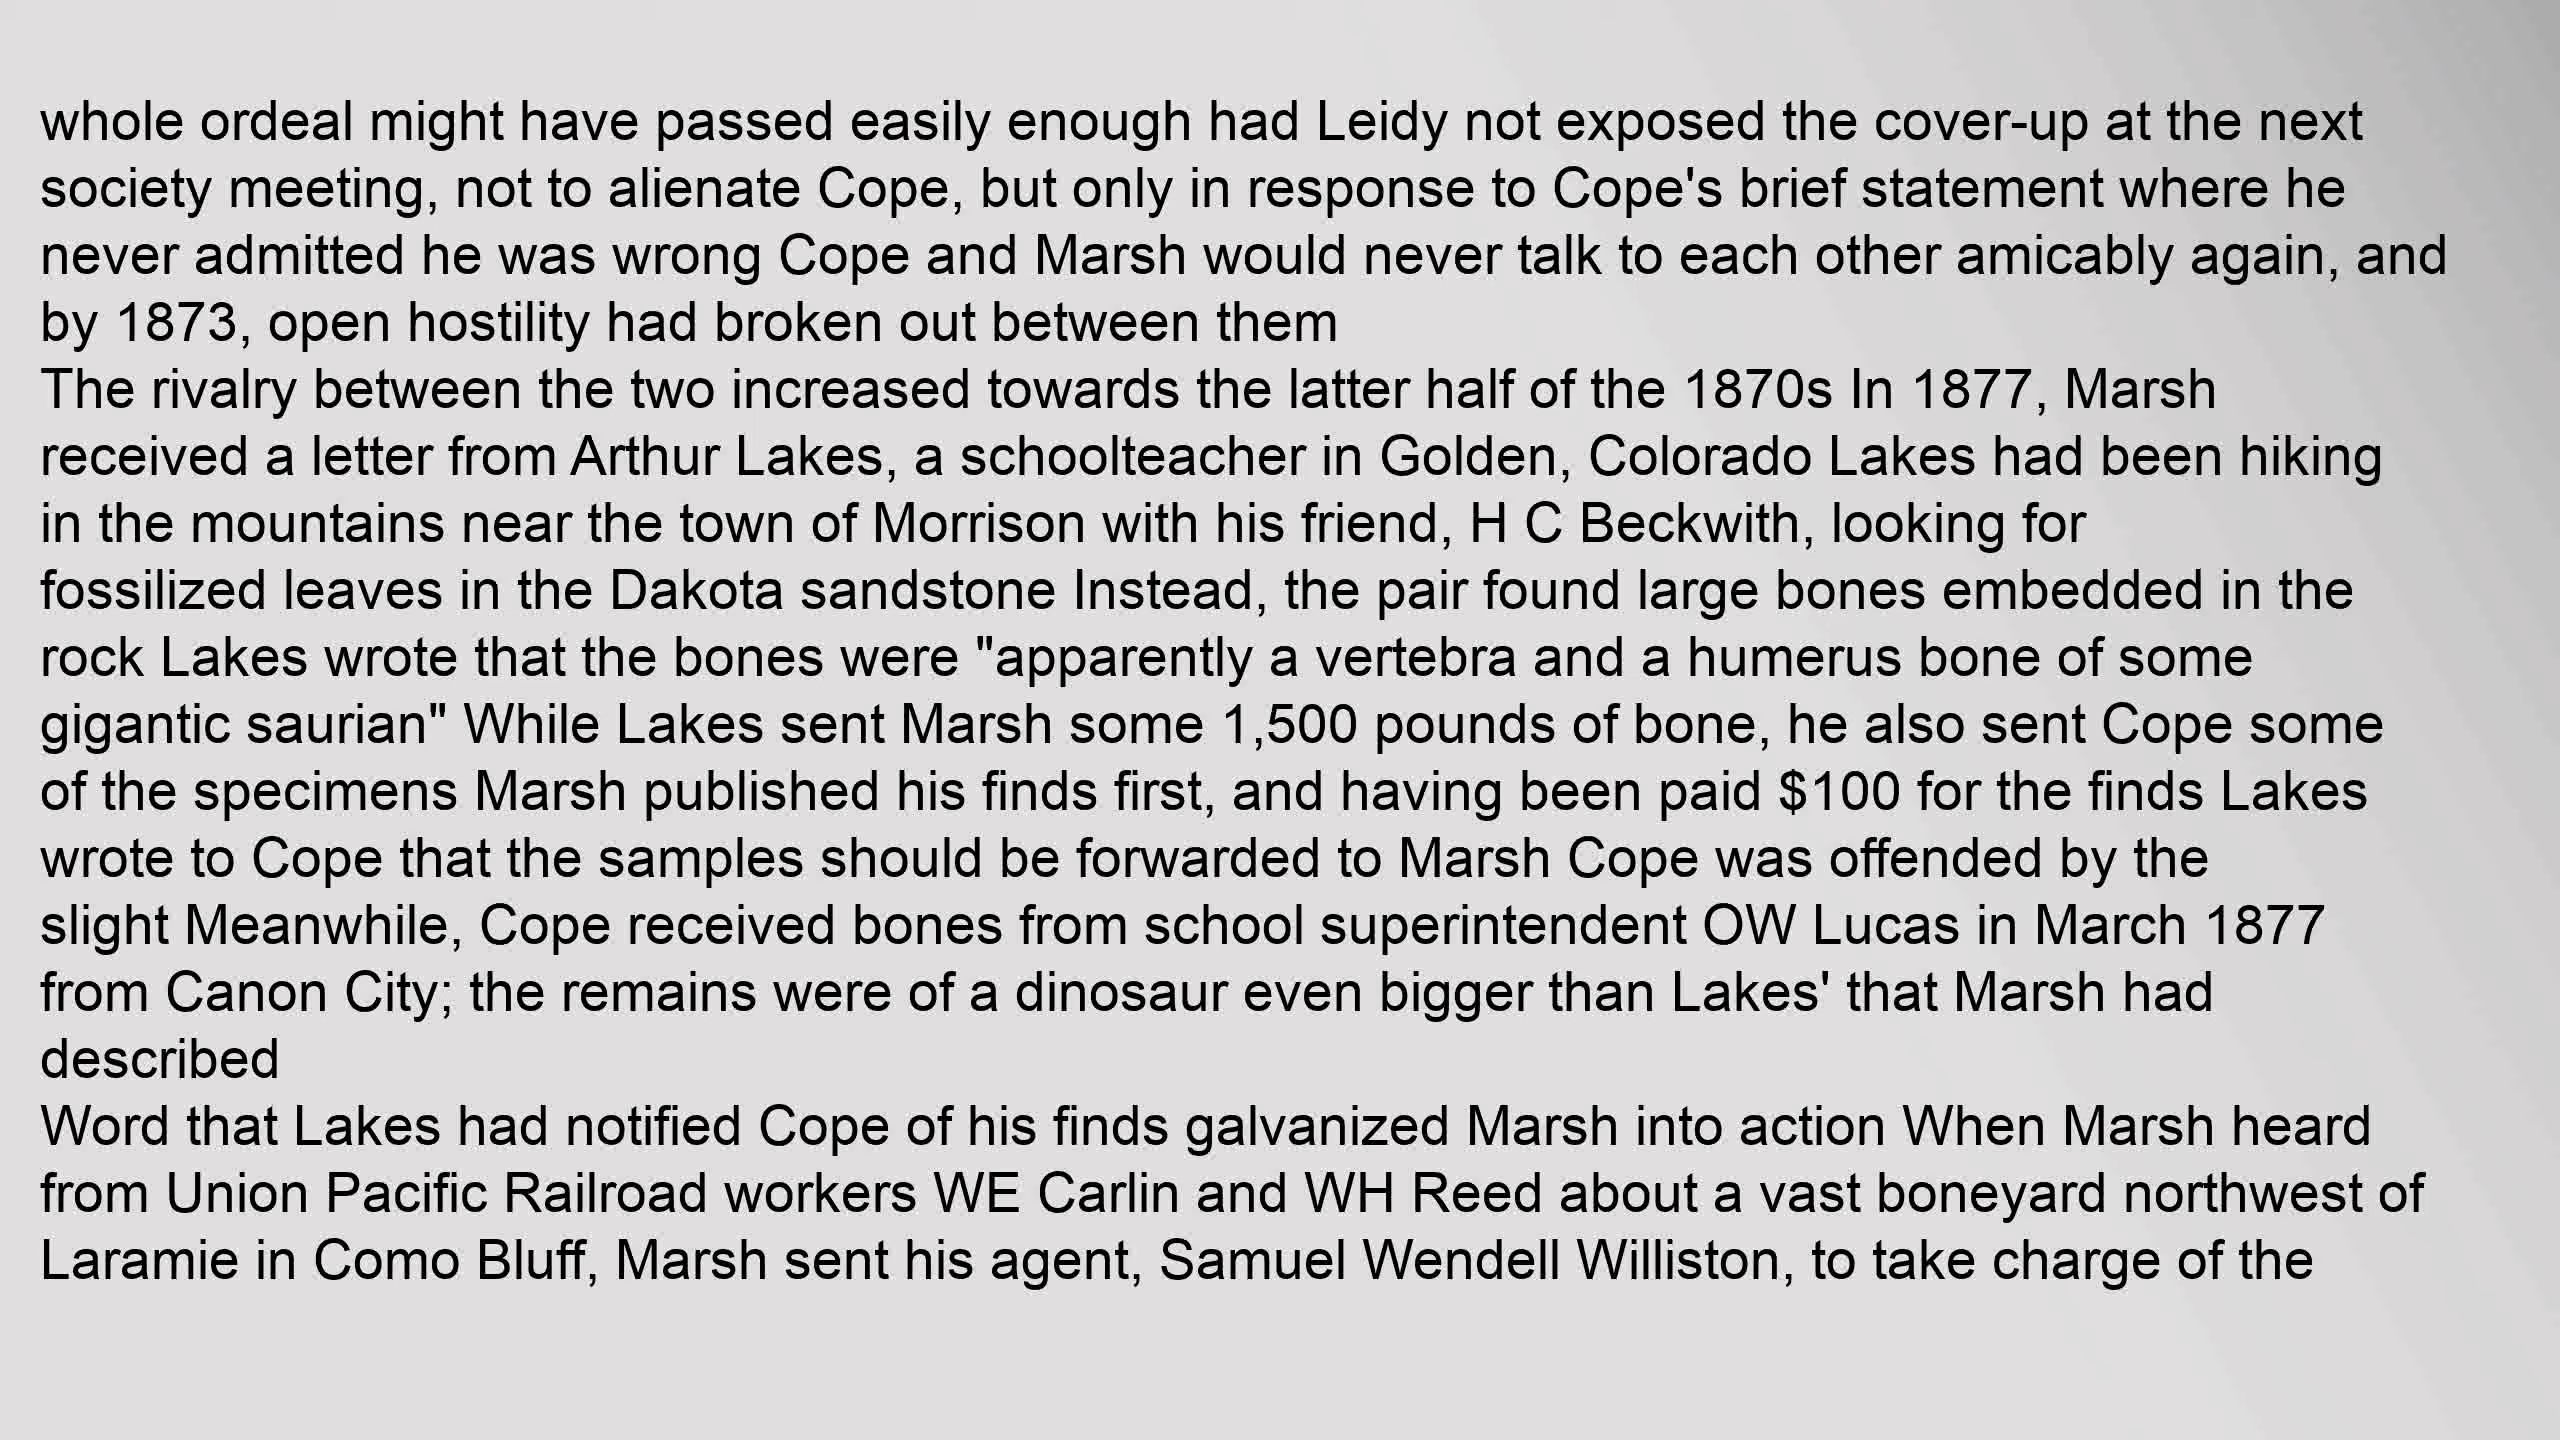 whole ordeal might have passed easily enough had Leidy not exposed the cover-up at the next
society meeting, not to alienate Cope, but only in response to Cope's brief statement where he
never admitted he was wrong Cope and Marsh would never talk to each other amicably again, and
by 1873, open hostility had broken out between them
The rivalry between the two increased towards the latter half of the 1870s In 1877, Marsh
received a letter from Arthur Lakes, a schoolteacher in Golden, Colorado Lakes had been hiking
in the mountains near the town of Morrison with his friend, H C Beckwith, looking for
fossilized leaves in the Dakota sandstone Instead, the pair found large bones embedded in the
rock Lakes wrote that the bones were "apparently a vertebra and a humerus bone of some
gigantic saurian" While Lakes sent Marsh some 1,500 pounds of bone, he also sent Cope some
of the specimens Marsh published his finds first, and having been paid $100 for the finds Lakes
wrote to Cope that the samples should be forwarded to Marsh Cope was offended by the
slight Meanwhile, Cope received bones from school superintendent OW Lucas in March 1877
from Canon City; the remains were of a dinosaur even bigger than Lakes' that Marsh had
described
Word that Lakes had notified Cope of his finds galvanized Marsh into action When Marsh heard
from Union Pacific Railroad workers WE Carlin and WH Reed about a vast boneyard northwest of
Laramie in Como Bluff, Marsh sent his agent, Samuel Wendell Williston, to take charge of the